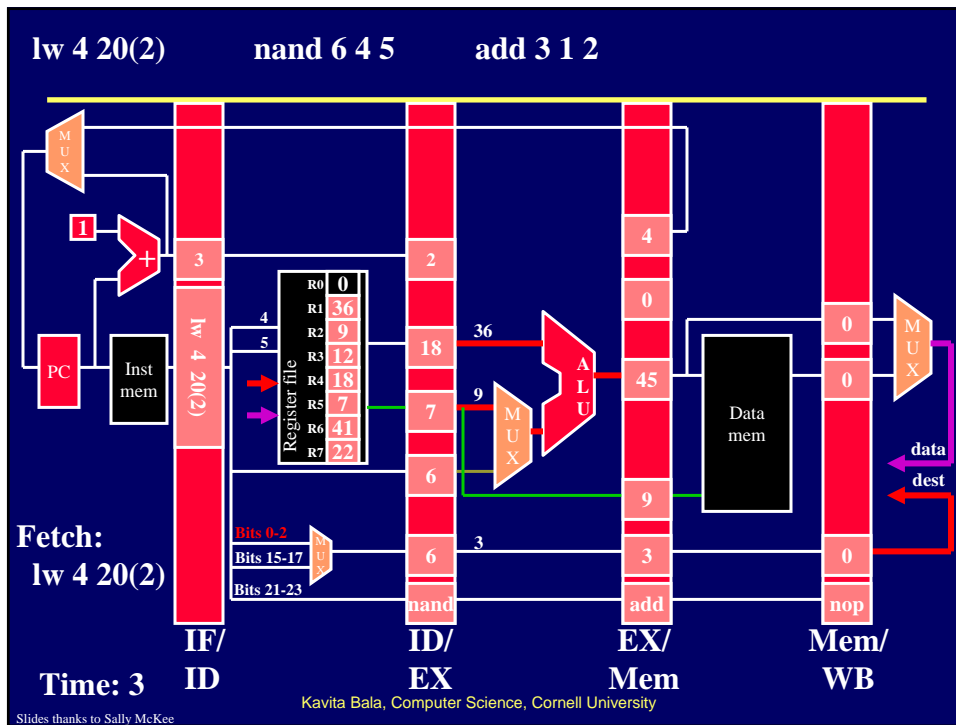 lw 4 20(2) nand 6 4 5 add 3 1 2
MUX
1
+
3
2
4
0
R0 0
R1 36
R2 9
R3 12
R4 18
R5 7
R6 41
R7 22
Register file
4
5
PC
Inst
mem
lw 4 20(2)
18
7
6
36
9
MUX
ALU
45
9
Data
mem
0
0
MUX
data
dest
Bits 0-2
Bits 15-17
Bits 21-23
MUX
6
3
3
0
nand
add
nop
Fetch:
lw 4 20(2)
IF/
ID
ID/
EX
EX/
Mem
Mem/
WB
Time: 3
Kavita Bala, Computer Science, Cornell University
Slides thanks to Sally McKee